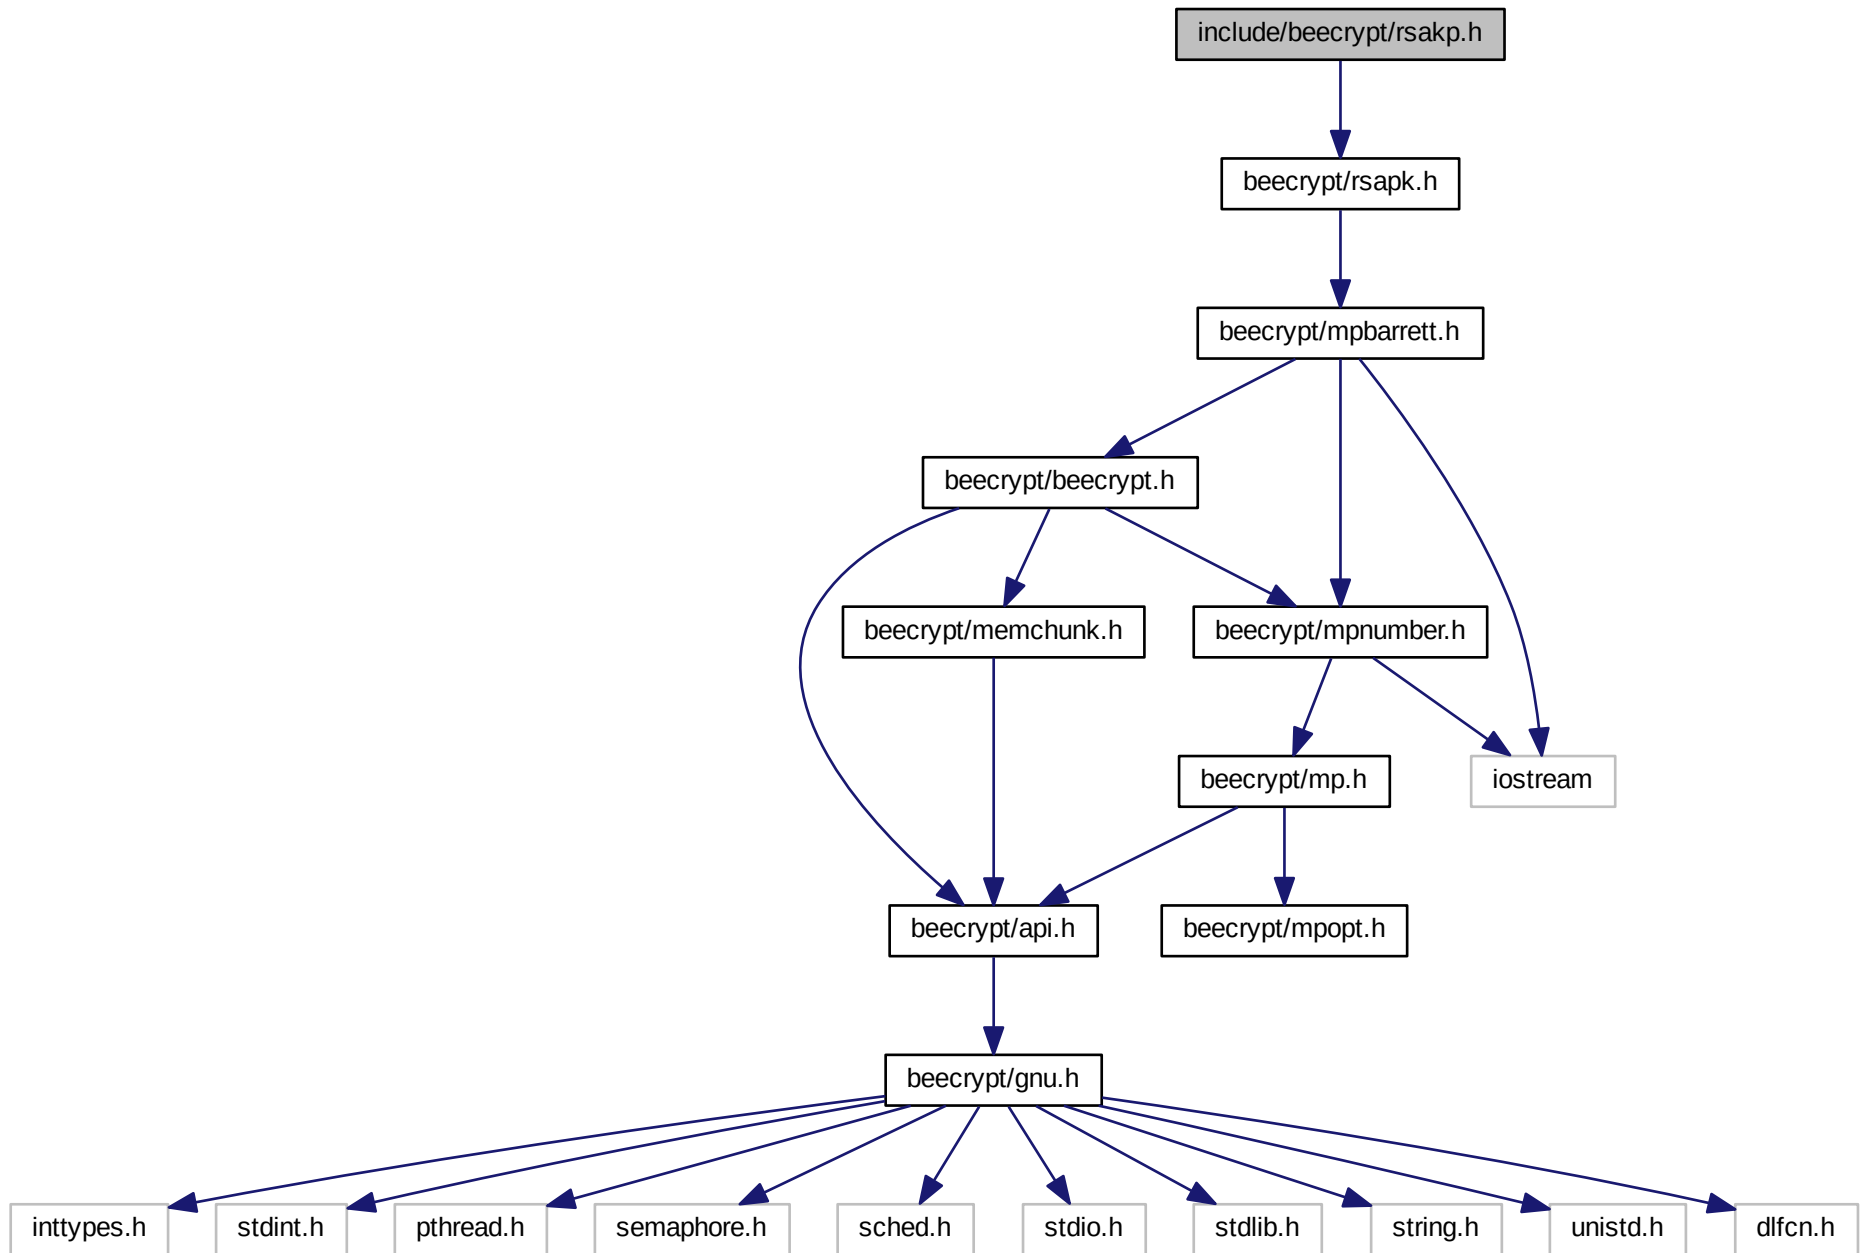 include/beecrypt/rsakp.h
beecrypt/rsapk.h
beecrypt/mpbarrett.h
beecrypt/beecrypt.h
beecrypt/memchunk.h
beecrypt/mpnumber.h
beecrypt/mp.h
iostream
beecrypt/api.h
beecrypt/mpopt.h
beecrypt/gnu.h
inttypes.h
stdint.h
pthread.h
semaphore.h
sched.h
stdio.h
stdlib.h
string.h
unistd.h
dlfcn.h